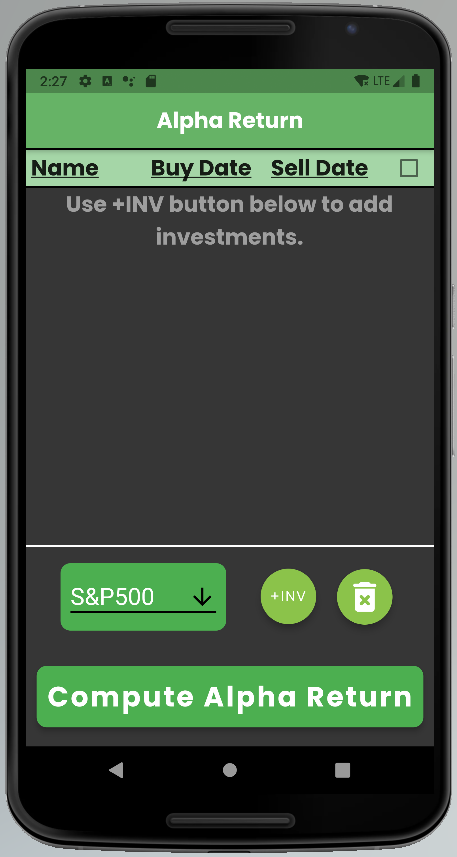 2:27 LTE
Alpha Return
Name Buy Date Sell Date
Use +INV button below to add
investments.
S&P500 +INV
Compute Alpha Return